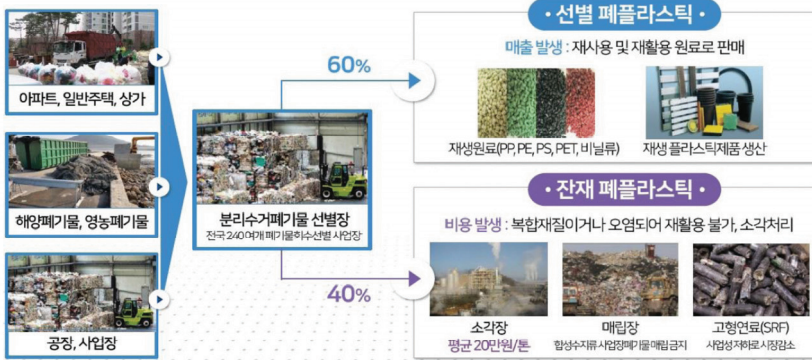 아파트, 일반주택, 상가
해양폐기물, 영농폐기물
공장, 사업장
분리수거폐기물 선별장
전국 240여개 폐기물회수선별 사업장
60%
40%
• 선별 폐플라스틱 •
매출 발생 : 재사용 및 재활용 원료로 판매
재생원료(PP, PE, PS, PET, 비닐류)
재생 플라스틱제품 생산
• 잔재 폐플라스틱 •
비용 발생 : 복합재질이거나 오염되어 재활용 불가, 소각처리
소각장
평균 20만원/톤
매립장
합성수지류 사업장폐기물 매립 금지
고형연료(SRF)
사업성 저하로 시장감소